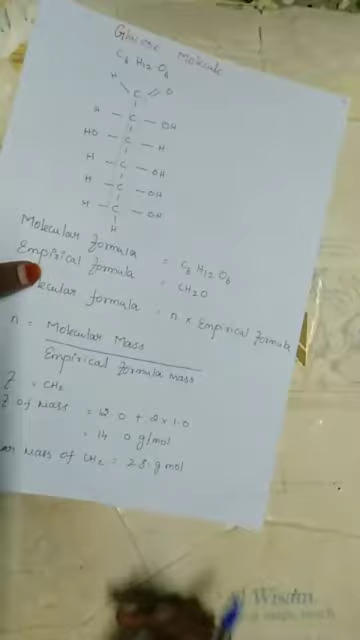 Glucose Molecule
C6 H12 O6
H O
C
H — C — OH
HO — C — H
H — C — OH
H — C — OH
H — C — OH
H
Molecular formula = C6 H12 O6
Empirical formula = CH2O
lecular formula = n x Empirical formula
n = Molecular Mass
Empirical formula mass
= CH2
of Mass = 12.0 + 2 x 1.0
= 14 0 g/mol
ar Mass of CH2 = 28 g mol
Wisdom